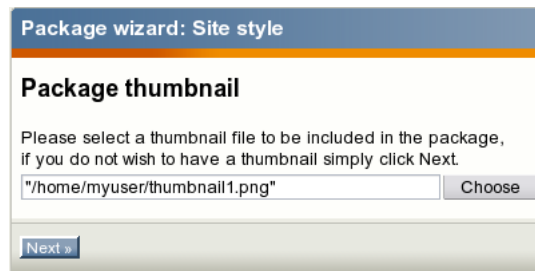 Package wizard: Site style
Package thumbnail
Please select a thumbnail file to be included in the package,
if you do not wish to have a thumbnail simply click Next.
"/home/myuser/thumbnail1.png" Choose
Next »